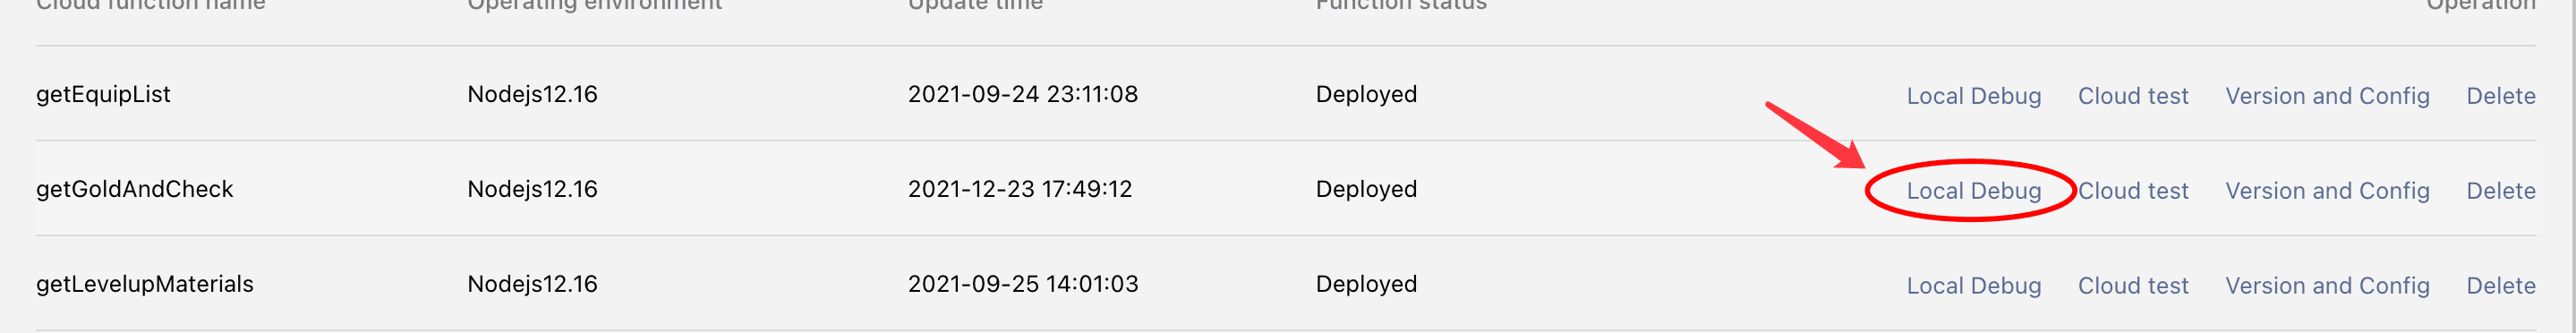 Cloud function name Operating environment Update time Function status Operation
getEquipList Nodejs12.16 2021-09-24 23:11:08 Deployed Local Debug Cloud test Version and Config Delete
getGoldAndCheck Nodejs12.16 2021-12-23 17:49:12 Deployed Local Debug Cloud test Version and Config Delete
getLevelupMaterials Nodejs12.16 2021-09-25 14:01:03 Deployed Local Debug Cloud test Version and Config Delete